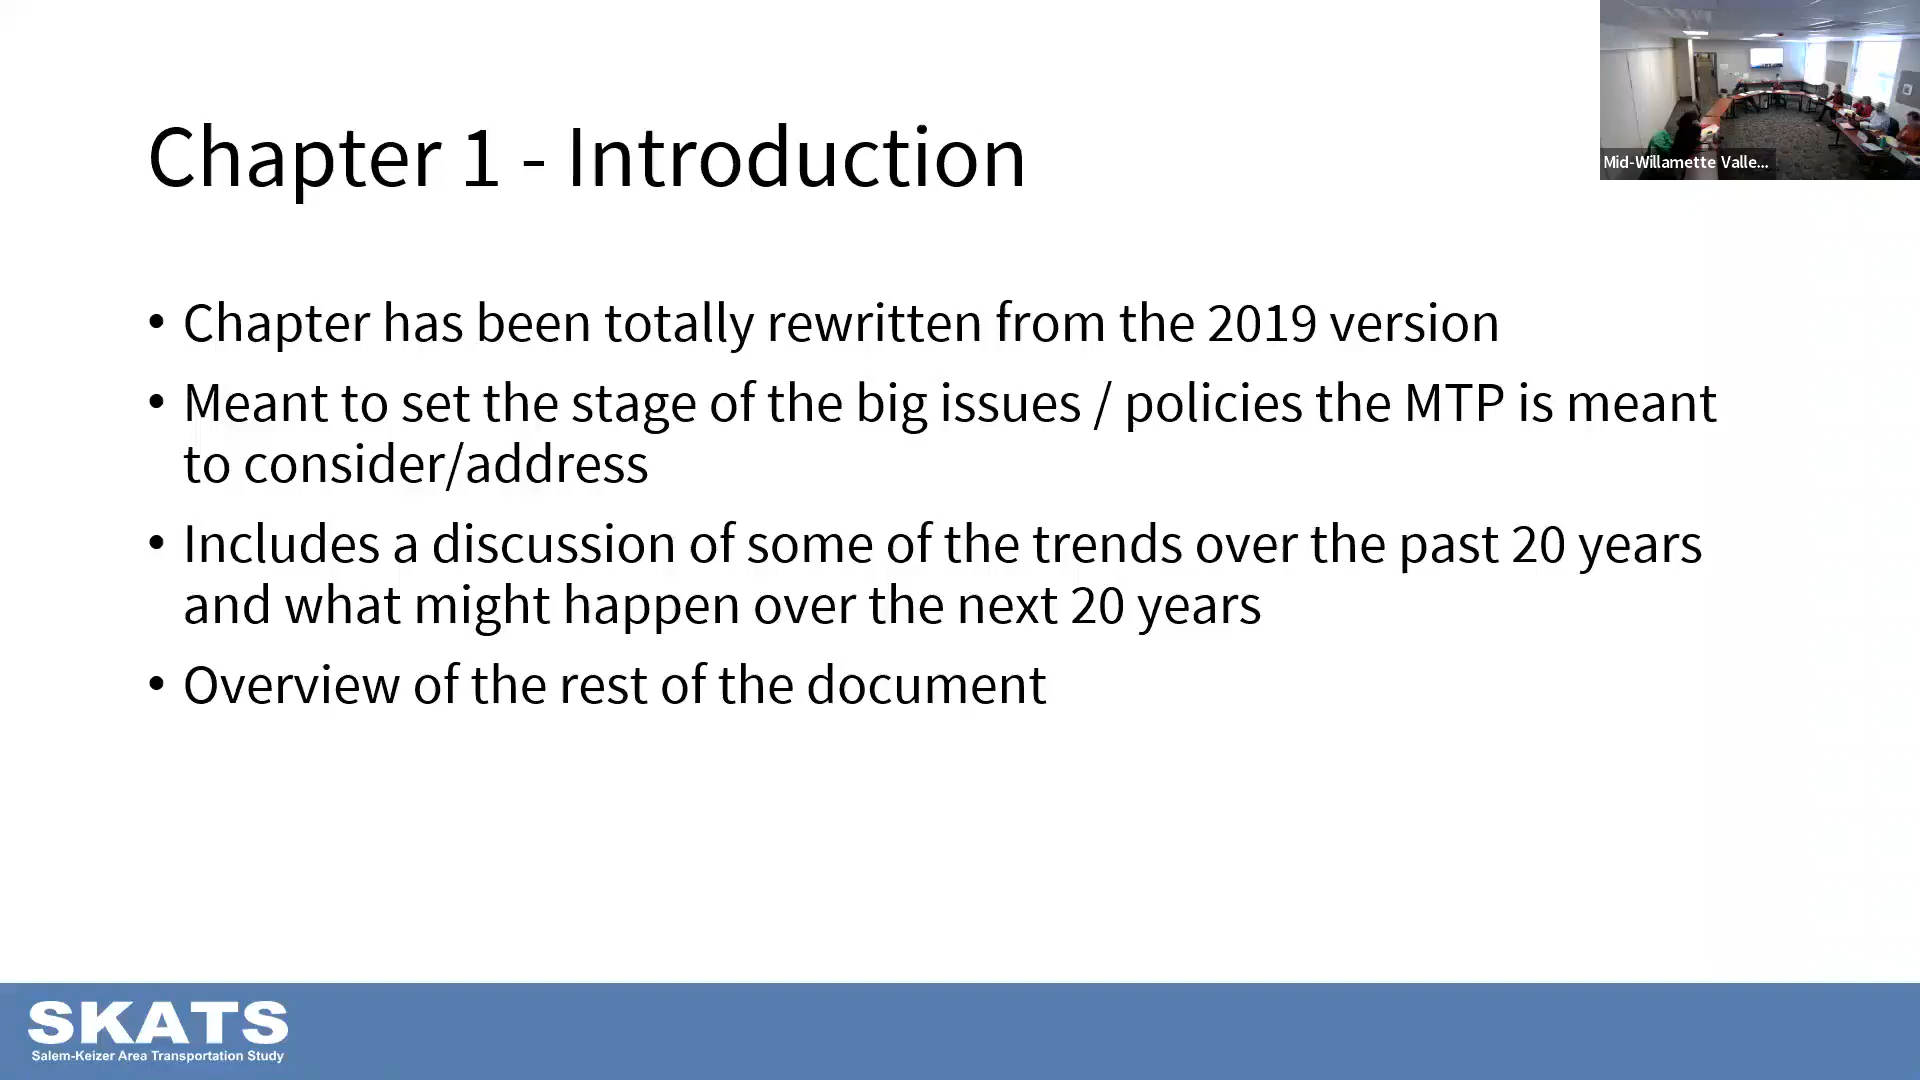 Chapter 1 - Introduction
Mid-Willamette Valle...
• Chapter has been totally rewritten from the 2019 version
• Meant to set the stage of the big issues / policies the MTP is meant
to consider/address
• Includes a discussion of some of the trends over the past 20 years
and what might happen over the next 20 years
• Overview of the rest of the document
SKATS
Salem-Keizer Area Transportation Study